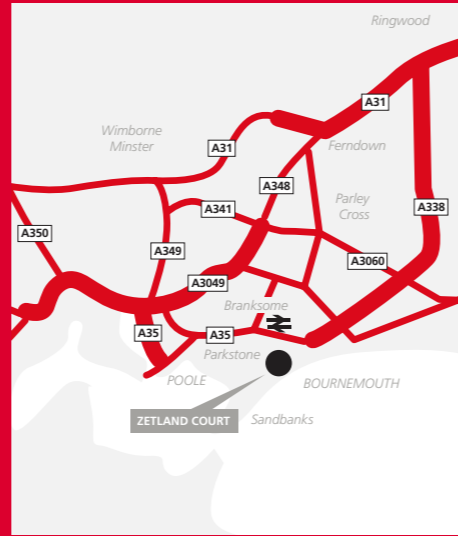 Ringwood
A31
Wimborne
Minster
A31
Ferndown
A348
Parley
Cross
A341
A338
A350
A349
A3060
A3049
Branksome
A35
A35
Parkstone
POOLE
BOURNEMOUTH
ZETLAND COURT
Sandbanks